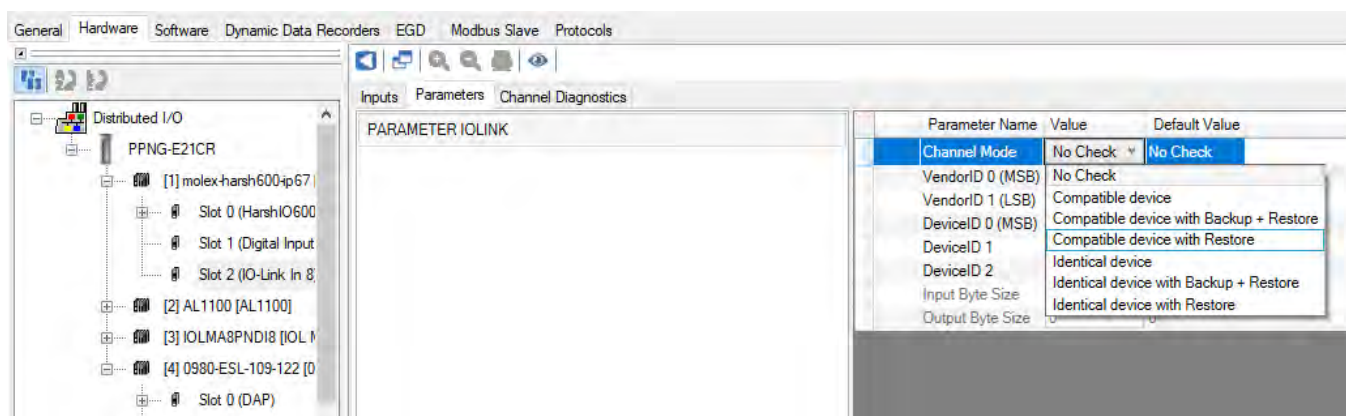 General Hardware Software Dynamic Data Recorders EGD Modbus Slave Protocols
Inputs Parameters Channel Diagnostics
Distributed I/O
PPNG-E21CR
[1] molex-harsh600-ip67
Slot 0 (HarshIO600
Slot 1 (Digital Input
Slot 2 (IO-Link In 8)
[2] AL1100 [AL1100]
[3] IOLMA8PNDI8 [IOL
[4] 0980-ESL-109-122 [0
Slot 0 (DAP)
PARAMETER IOLINK
Parameter Name Value Default Value
Channel Mode No Check No Check
VendorID 0 (MSB)
VendorID 1 (LSB)
DeviceID 0 (MSB)
DeviceID 1
DeviceID 2
Input Byte Size
Output Byte Size
No Check
Compatible device
Compatible device with Backup + Restore
Compatible device with Restore
Identical device
Identical device with Backup + Restore
Identical device with Restore